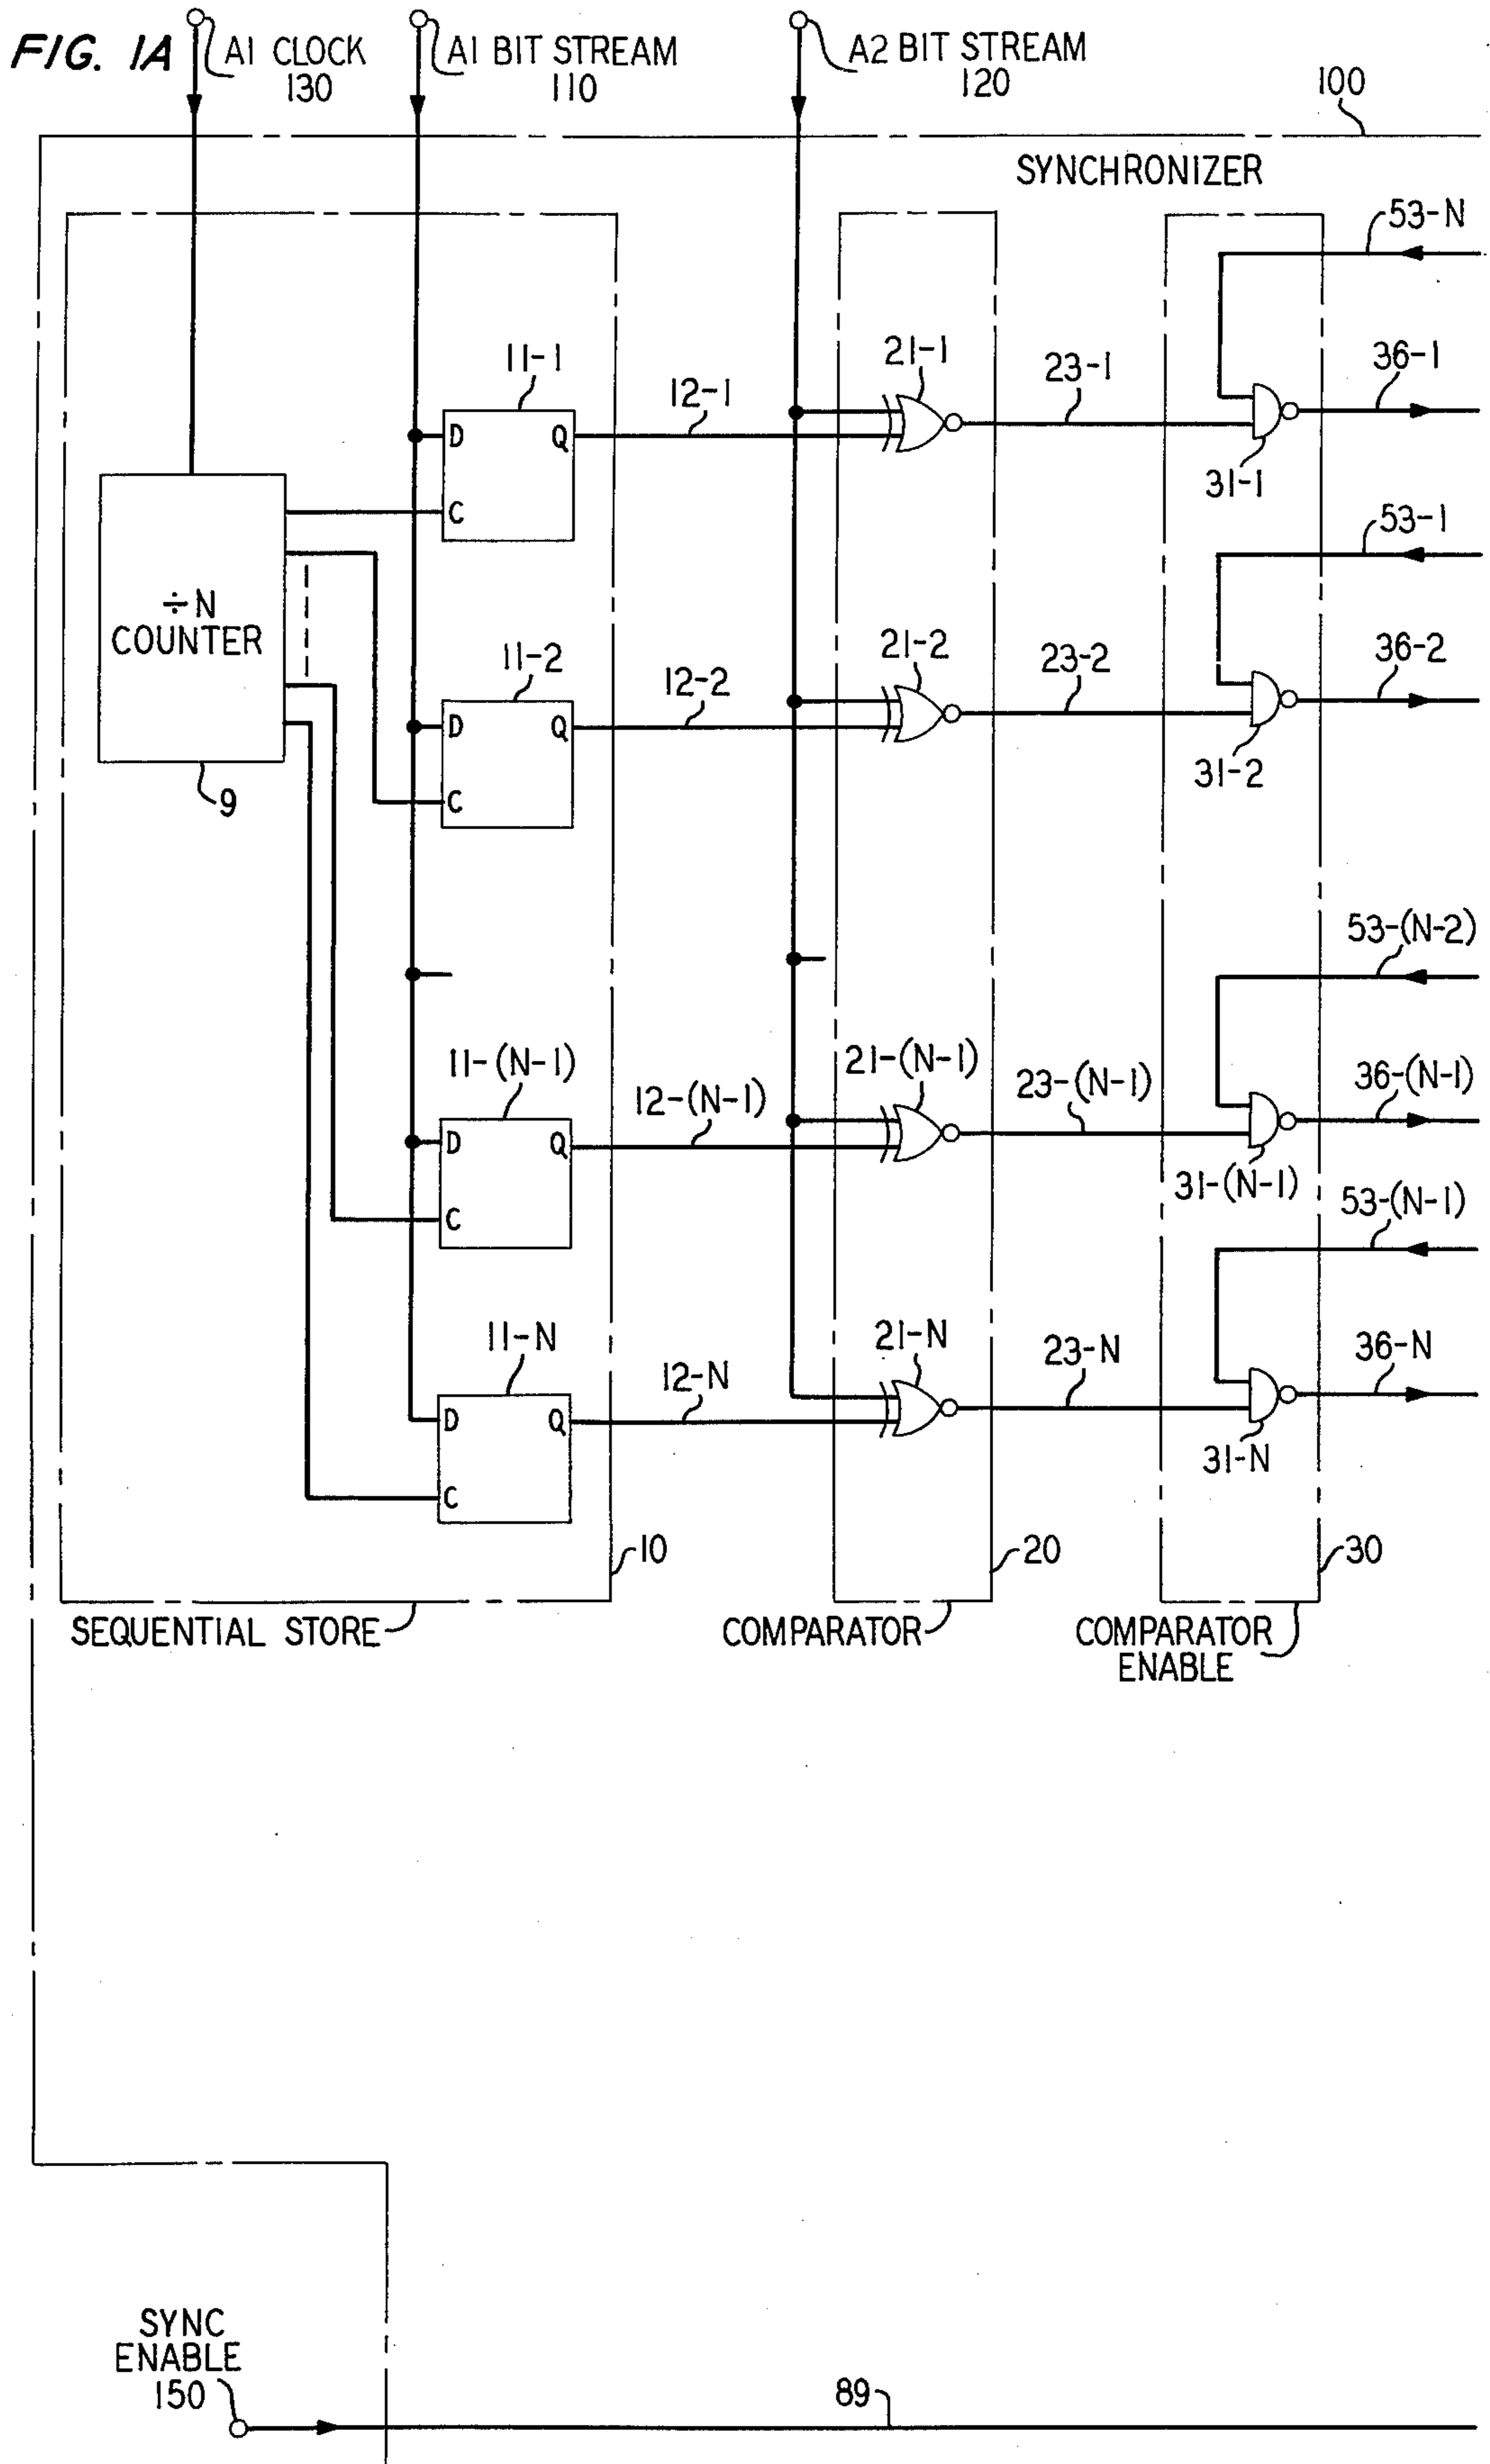 FIG. 1A
A1 CLOCK
130
A1 BIT STREAM
110
A2 BIT STREAM
120
100
SYNCHRONIZER
53-N
11-1
12-1
21-1
23-1
36-1
D
Q
C
31-1
53-1
÷N
COUNTER
9
11-2
12-2
21-2
23-2
36-2
D
Q
C
31-2
53-(N-2)
11-(N-1)
12-(N-1)
21-(N-1)
23-(N-1)
36-(N-1)
D
Q
C
31-(N-1)
53-(N-1)
11-N
12-N
21-N
23-N
36-N
D
Q
C
31-N
10
20
30
SEQUENTIAL STORE
COMPARATOR
COMPARATOR
ENABLE
SYNC
ENABLE
150
89